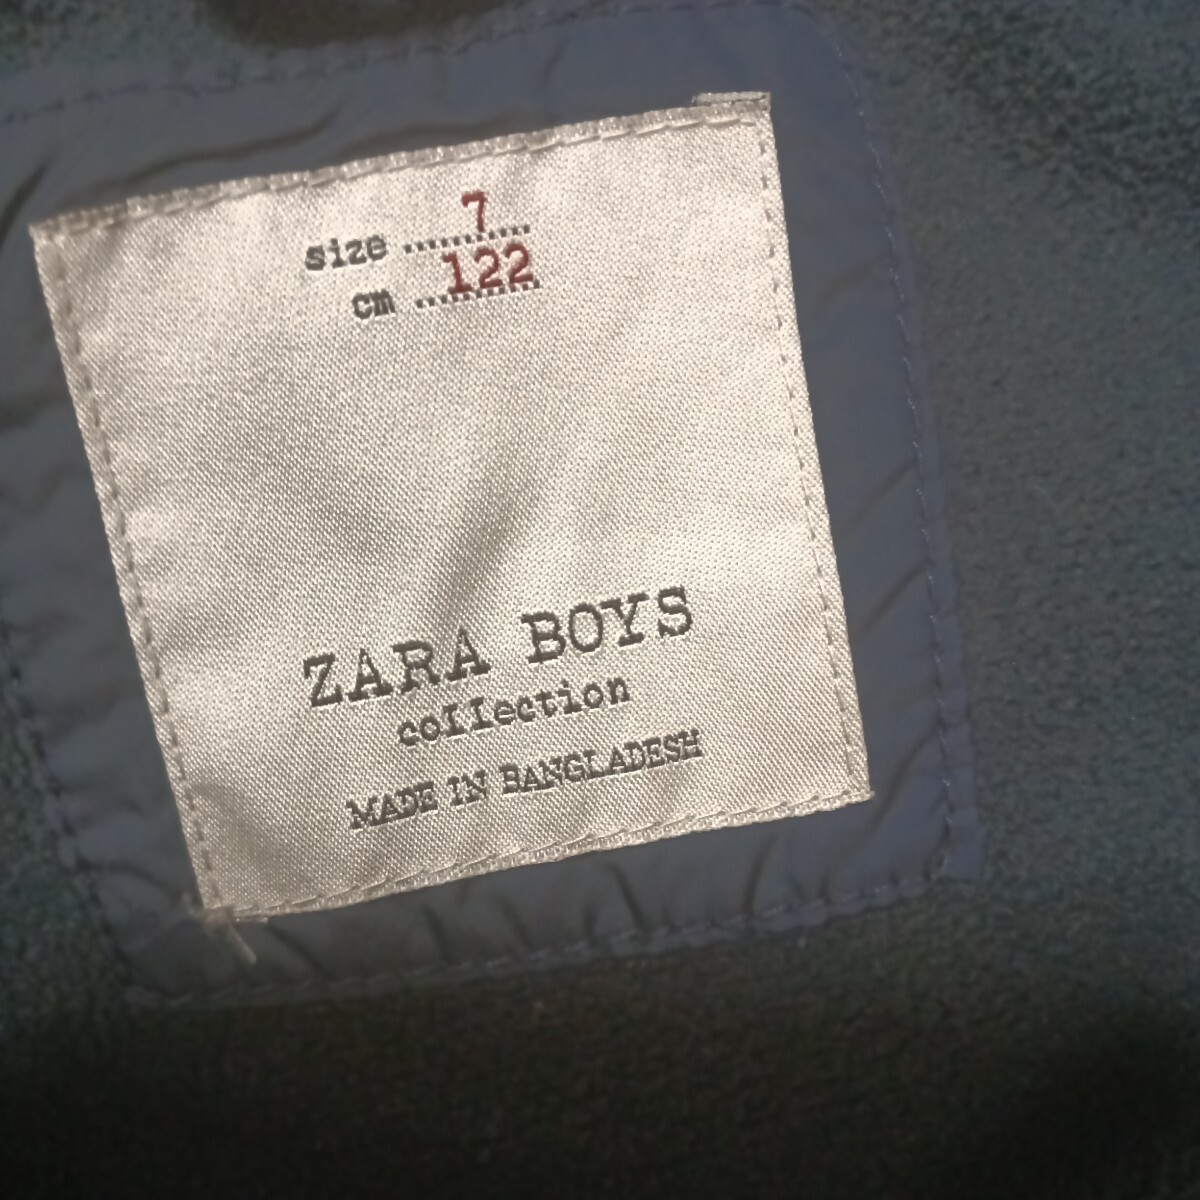 size 7
cm 122
ZARA BOYS
collection
MADE IN BANGLADESH